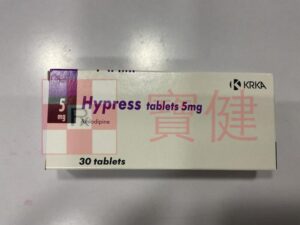 KRKA
5
mg
Hypress tablets 5mg
Amlodipine
30 tablets
寶健